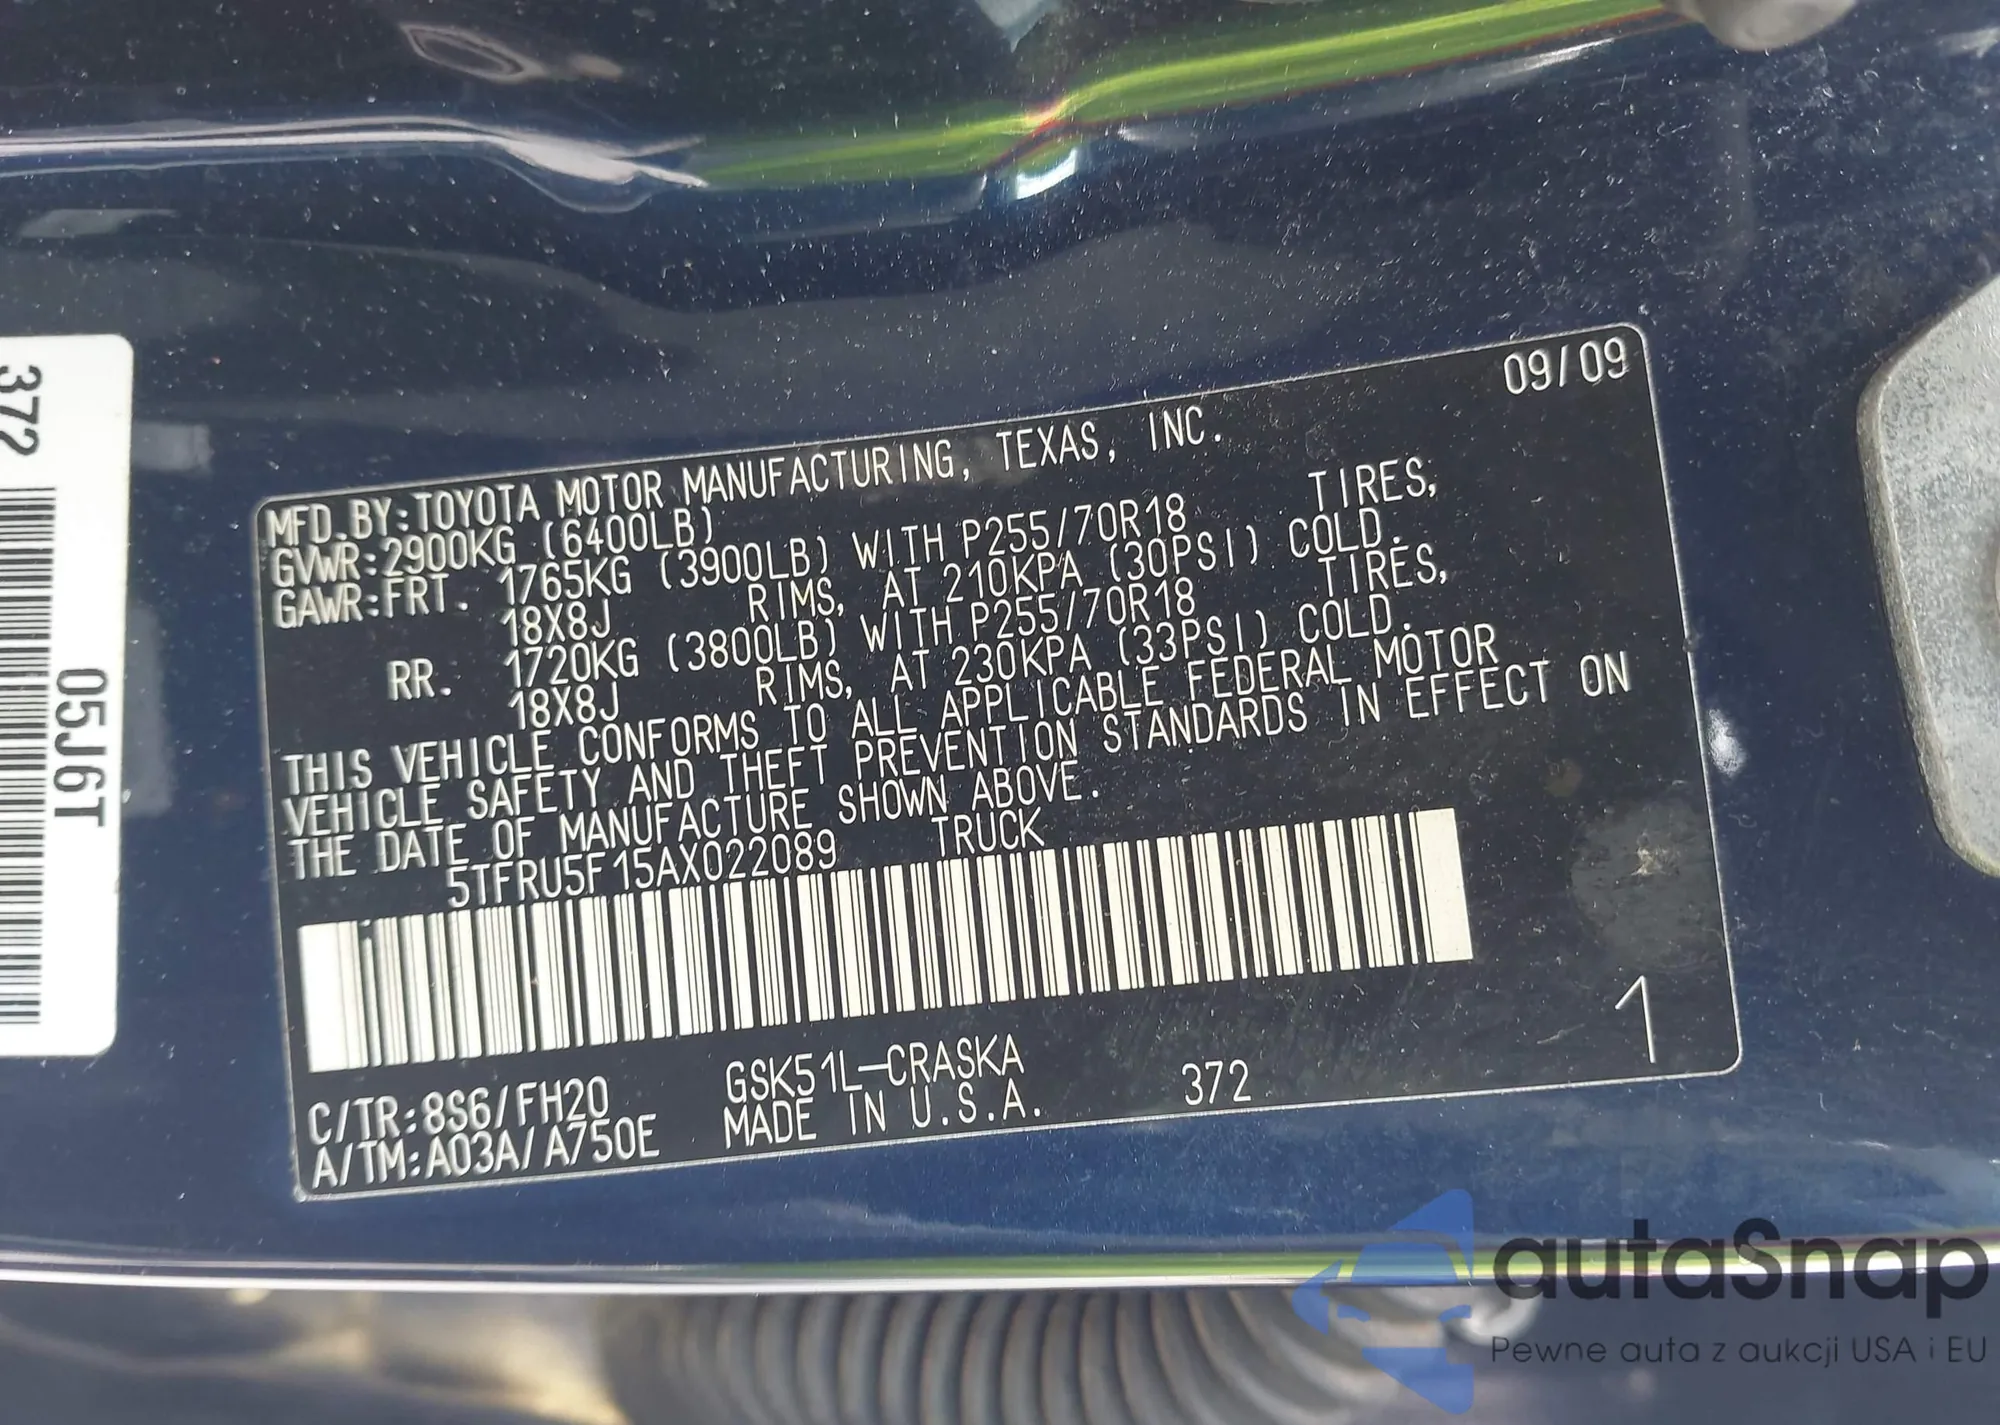 372
05J6T
09/09
MFD.BY:TOYOTA MOTOR MANUFACTURING, TEXAS, INC.
GVWR:2900KG (6400LB)
GAWR:FRT. 1765KG (3900LB) WITH P255/70R18 TIRES,
18X8J RIMS, AT 210KPA (30PSI) COLD.
RR. 1720KG (3800LB) WITH P255/70R18 TIRES,
18X8J RIMS, AT 230KPA (33PSI) COLD.
THIS VEHICLE CONFORMS TO ALL APPLICABLE FEDERAL MOTOR
VEHICLE SAFETY AND THEFT PREVENTION STANDARDS IN EFFECT ON
THE DATE OF MANUFACTURE SHOWN ABOVE.
5TFRU5F15AX022089 TRUCK
C/TR:8S6/FH20 GSK51L-CRASKA
A/TM:A03A/A750E MADE IN U.S.A. 372
1
autaSnap
Pewne auta z aukcji USA i EU